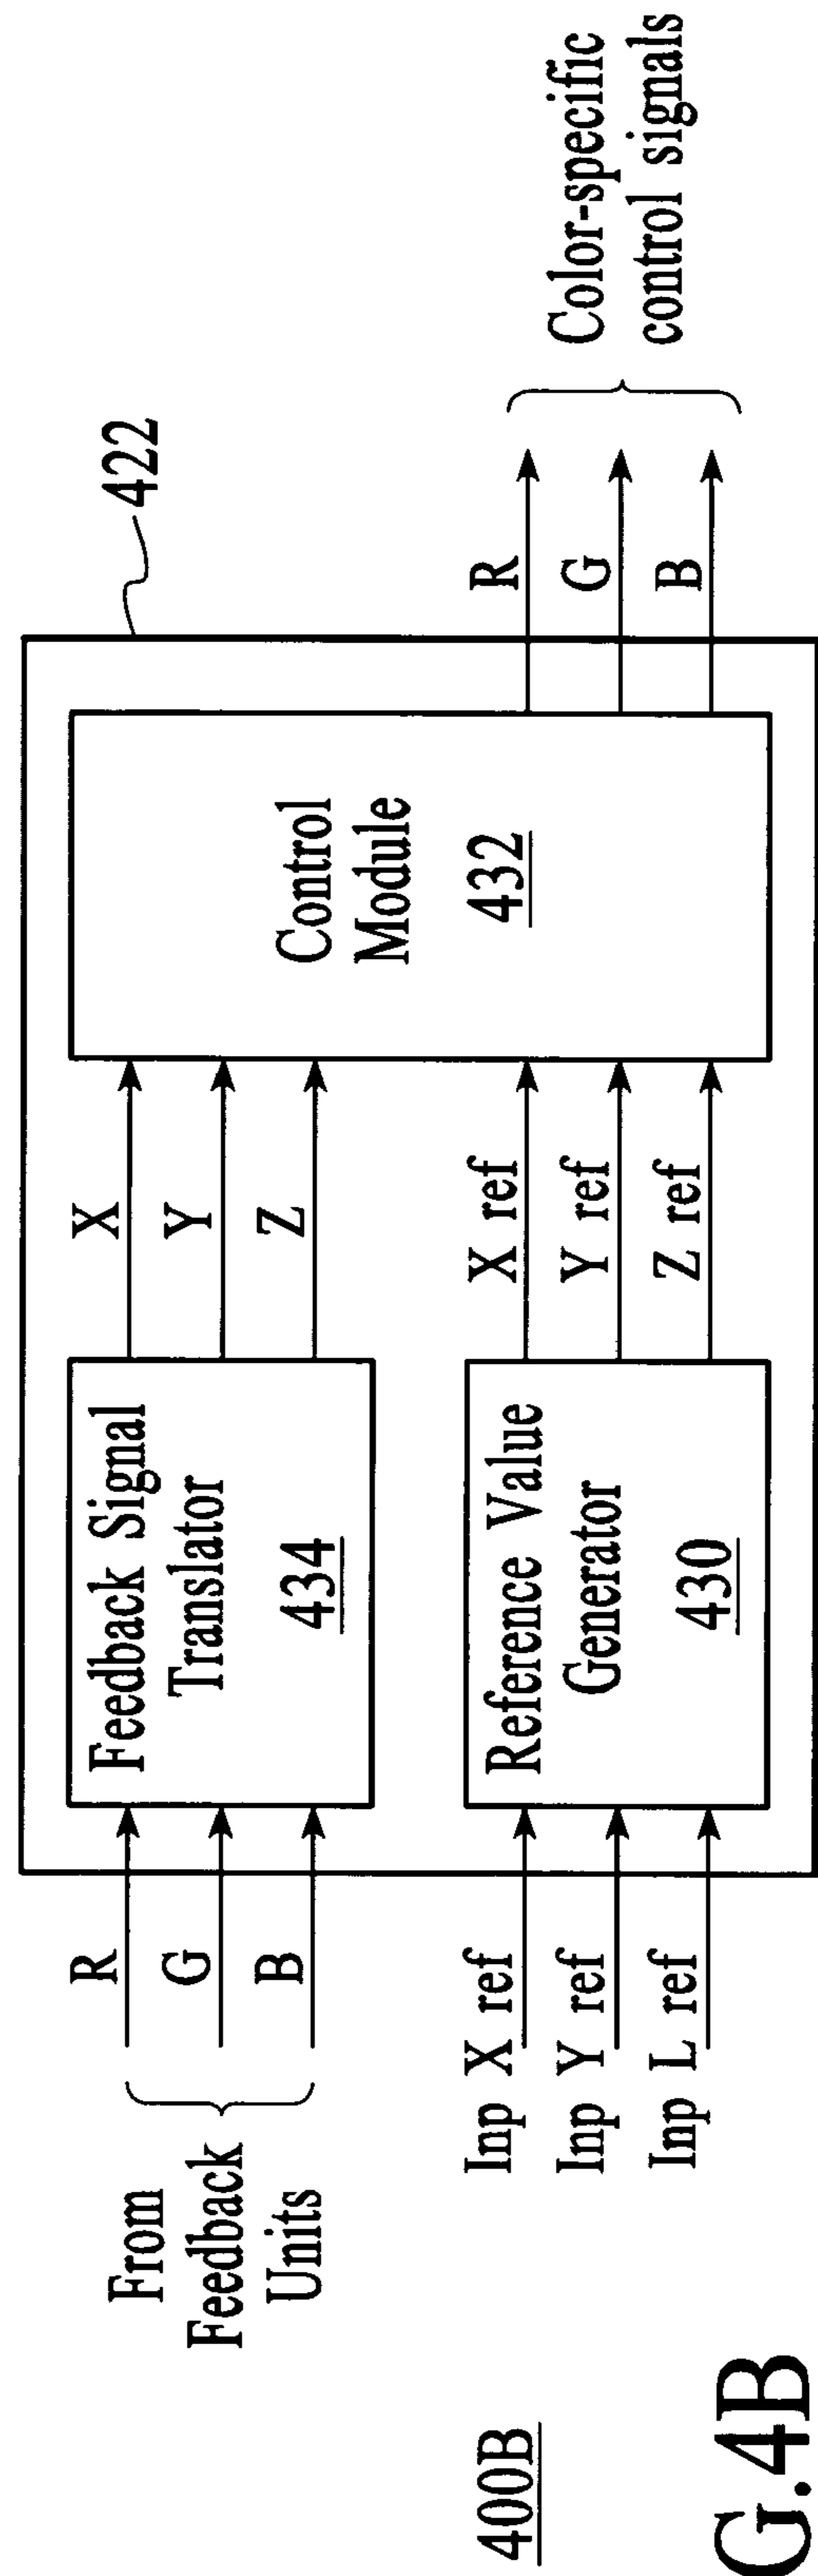 From
Feedback
Units
R
G
B
Inp X ref
Inp Y ref
Inp L ref
Feedback Signal
Translator
434
Reference Value
Generator
430
X
Y
Z
X ref
Y ref
Z ref
Control
Module
432
422
R
G
B
Color-specific
control signals
400B
G.4B